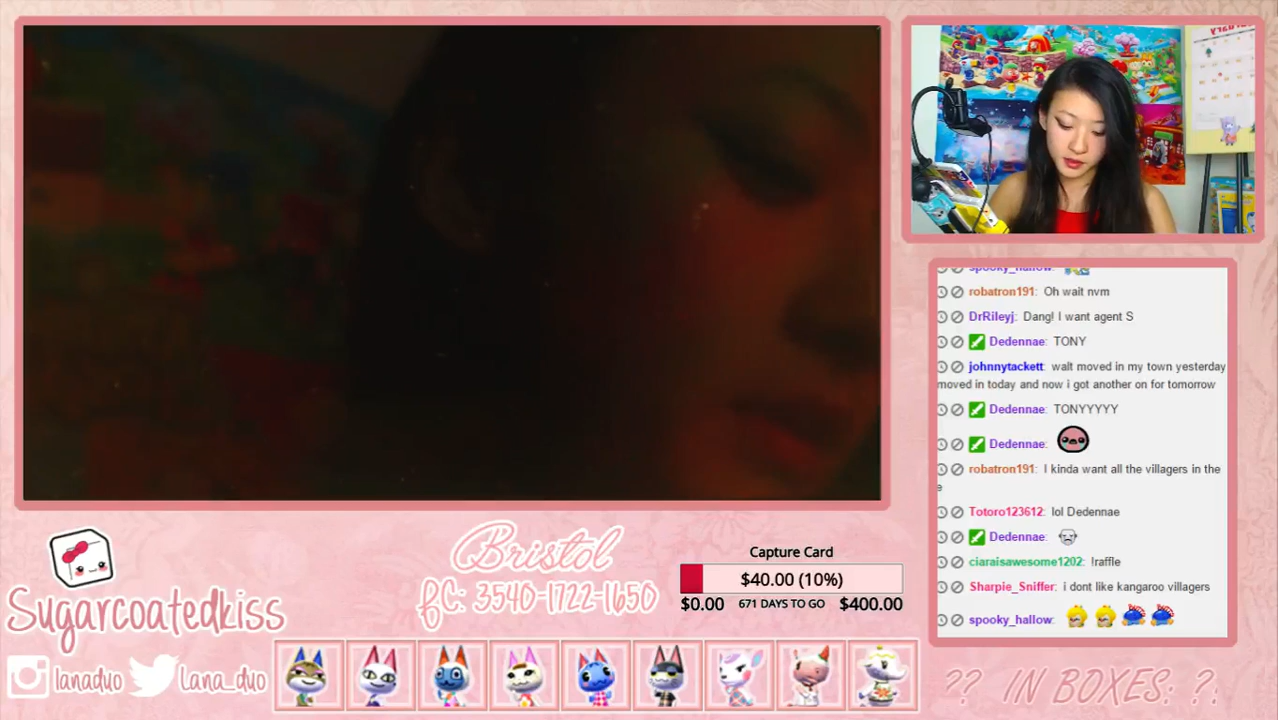 spooky_hallow:
robatron191: Oh wait nvm
DrRileyj: Dang! I want agent S
Dedennae: TONY
johnnytackett: walt moved in my town yesterday
moved in today and now i got another on for tomorrow
Dedennae: TONYYYYY
Dedennae:
robatron191: I kinda want all the villagers in the
e
Totoro123612: lol Dedennae
Dedennae:
ciaraisawesome1202: !raffle
Sharpie_Sniffer: i dont like kangaroo villagers
spooky_hallow:
Bristol
FC: 3540-1722-1650
Capture Card
$40.00 (10%)
$0.00 671 DAYS TO GO $400.00
Sugarcoatedkiss
lanaduo Lana_duo
?? IN BOXES: ?.